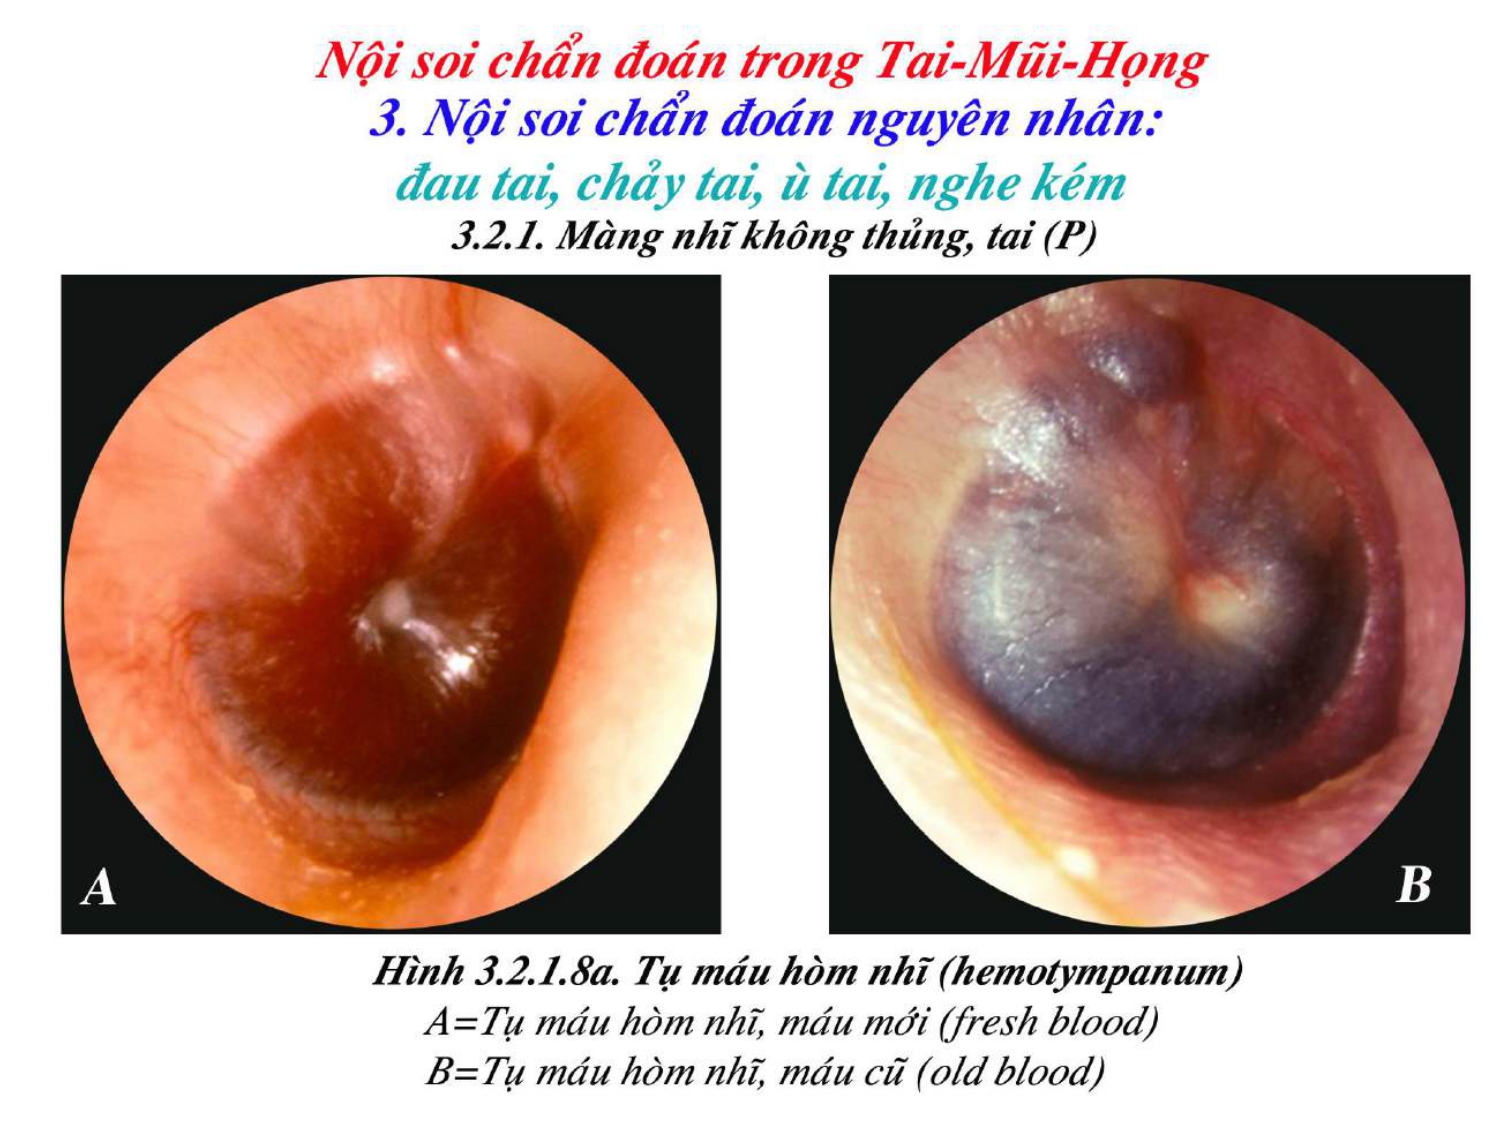 Nội soi chẩn đoán trong Tai-Mũi-Họng
3. Nội soi chẩn đoán nguyên nhân:
đau tai, chảy tai, ù tai, nghe kém
3.2.1. Màng nhĩ không thủng, tai (P)
A
B
Hình 3.2.1.8a. Tụ máu hòm nhĩ (hemotympanum)
A=Tụ máu hòm nhĩ, máu mới (fresh blood)
B=Tụ máu hòm nhĩ, máu cũ (old blood)